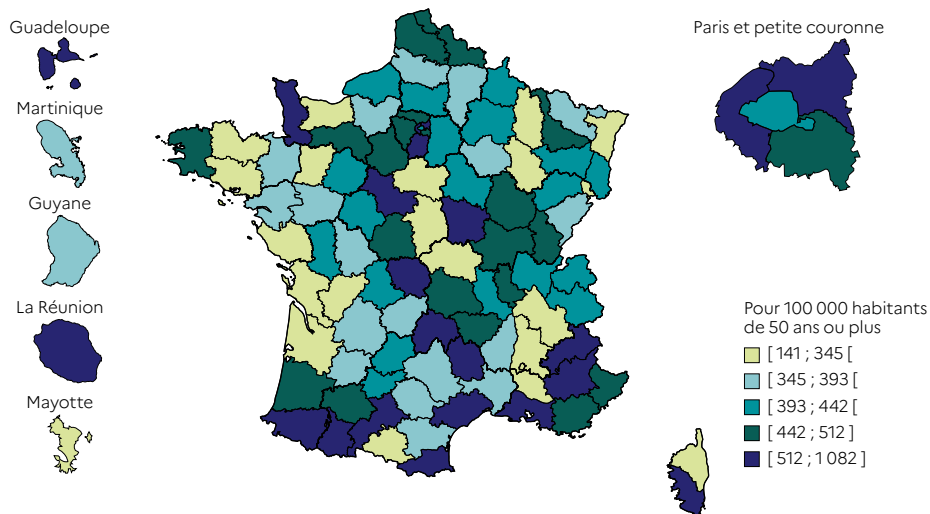 Guadeloupe
Martinique
Guyane
La Réunion
Mayotte
Paris et petite couronne
Pour 100 000 habitants
de 50 ans ou plus
[ 141 ; 345 [
[ 345 ; 393 [
[ 393 ; 442 [
[ 442 ; 512 ]
[ 512 ; 1 082 ]